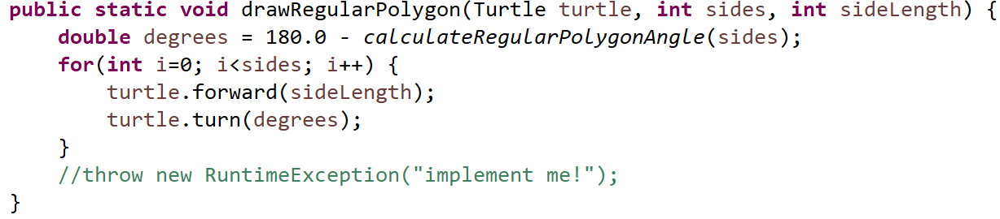 public static void drawRegularPolygon(Turtle turtle, int sides, int sideLength) {
    double degrees = 180.0 - calculateRegularPolygonAngle(sides);
    for(int i=0; i<sides; i++) {
        turtle.forward(sideLength);
        turtle.turn(degrees);
    }
    //throw new RuntimeException("implement me!");
}